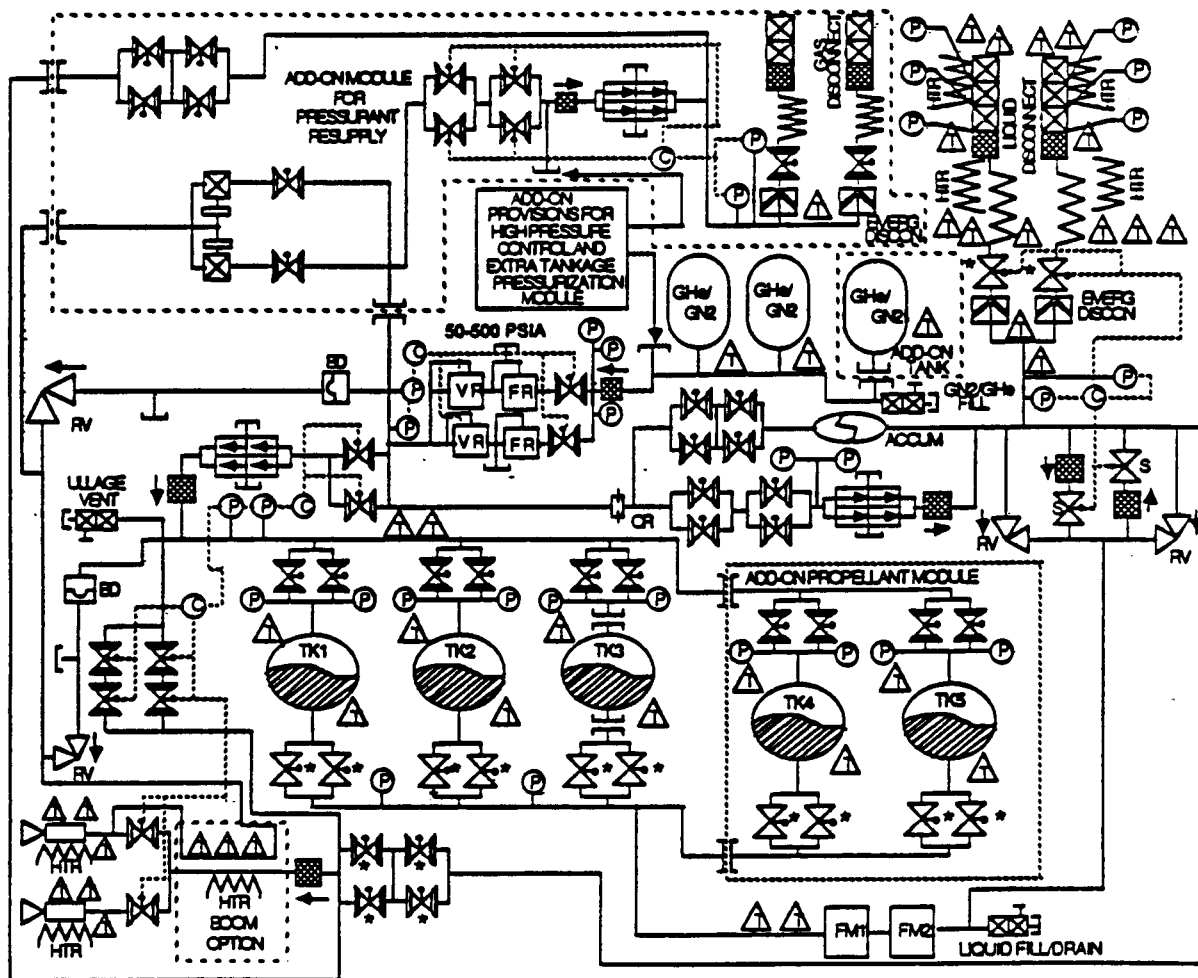 ADD-ON MODULE
FOR
PRESSURANT
RESUPPLY
GAS
DISCONNECT
LIQUID
DISCONNECT
HTR
HTR
HTR
HTR
P
P
P
P
P
P
T
T
T
T
T
C
P
P
T
T
EMERG
DISCON
ADD-ON
PROVISIONS FOR
HIGH PRESSURE
CONTROL AND
EXTRA TANKAGE
PRESSURIZATION
MODULE
EMERG
DISCON
GHe/
GN2
GHe/
GN2
GHe/
GN2
T
T
T
ADD-ON
TANK
GN2/GHe
FILL
50-500 PSIA
BD
C
P
P
P
P
VR
FR
VR
FR
RV
ACCUM
P
C
P
S
S
RV
RV
ULLAGE
VENT
P
P
C
T
T
OR
P
P
BD
C
RV
P
P
P
P
P
P
TK1
TK2
TK3
T
T
T
T
T
T
P
P
ADD-ON PROPELLANT MODULE
P
P
P
P
TK4
TK5
T
T
T
T
HTR
HTR
T
T
T
HTR
BOOM
OPTION
T
T
FM1
FM2
LIQUID FILL/DRAIN